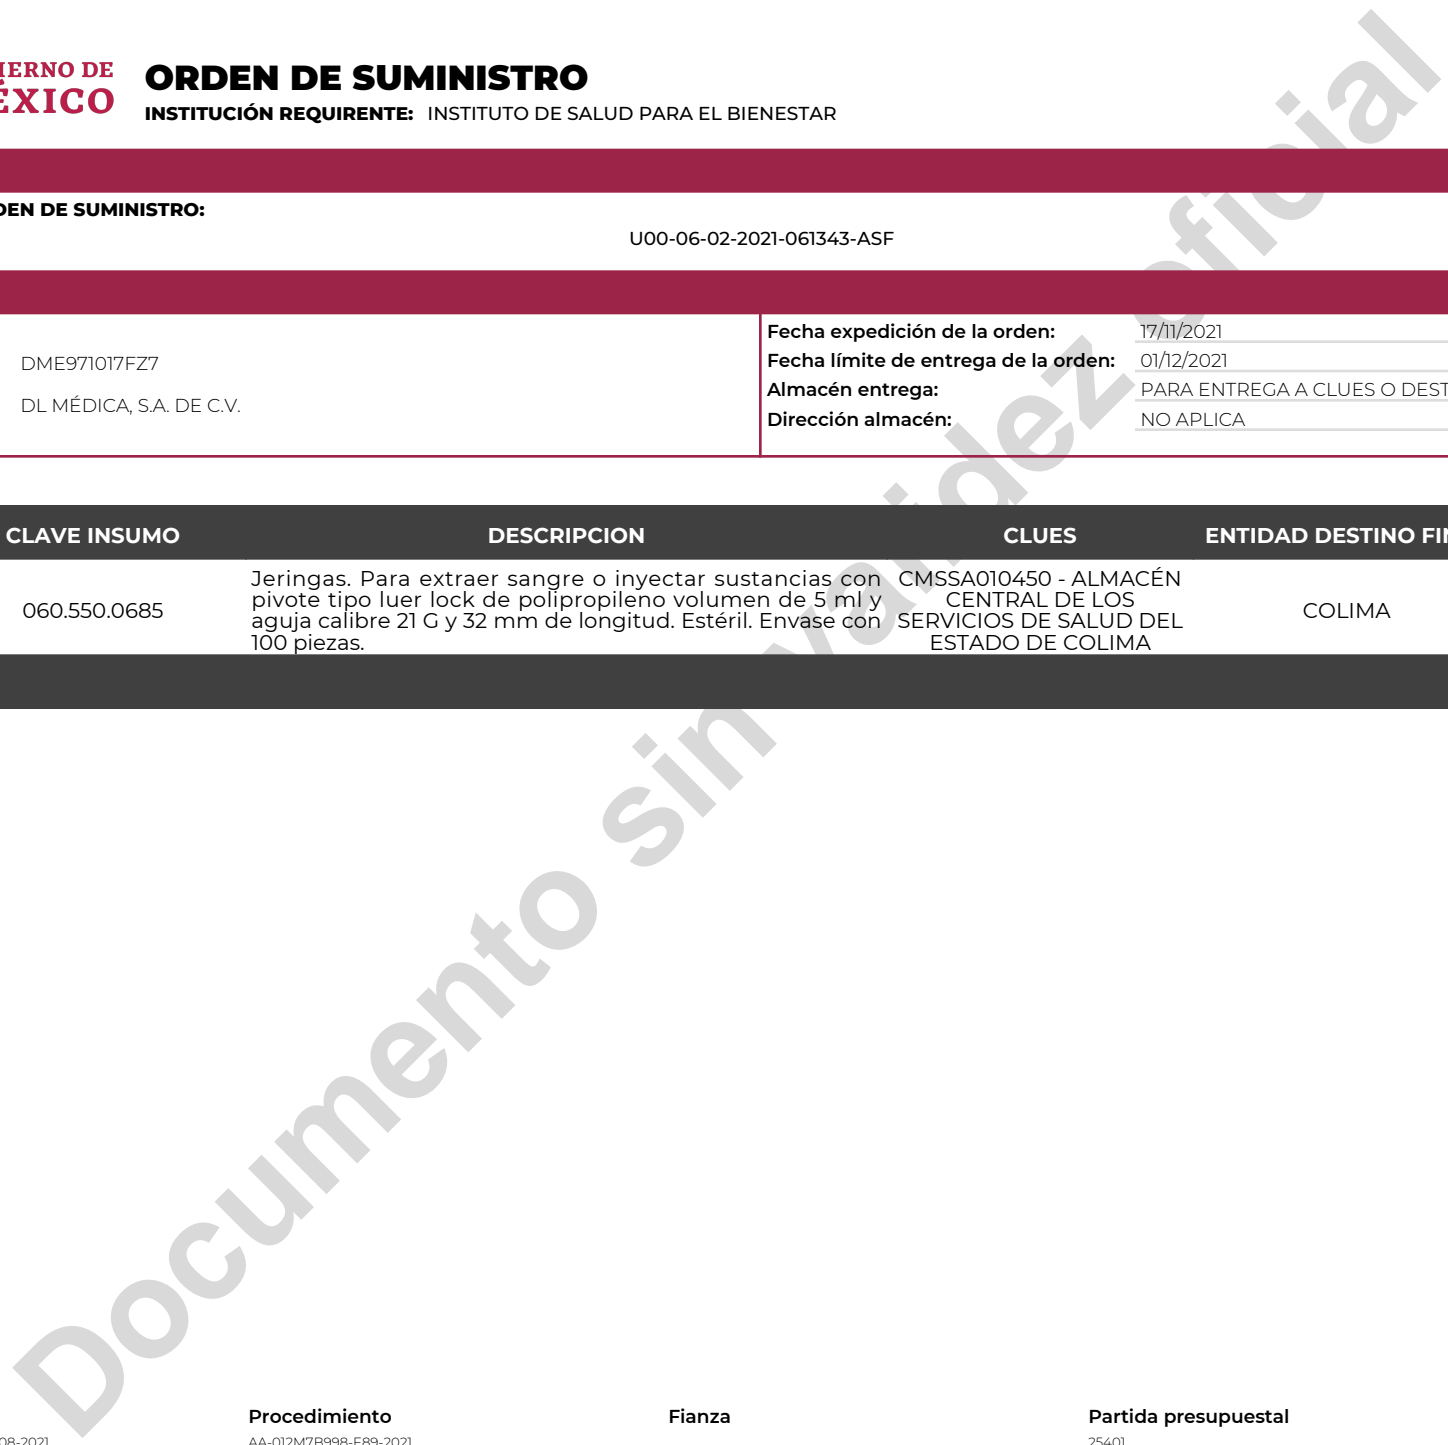 ORDEN DE SUMINISTRO
INSTITUCIÓN REQUIRENTE: INSTITUTO DE SALUD PARA EL BIENESTAR
DE
DE SUMINISTRO:
U00-06-02-2021-061343-ASF
DME971017FZ7
DL MÉDICA, S.A. DE C.V.
Fecha expedición de la orden: 17/11/2021
Fecha límite de entrega de la orden: 01/12/2021
Almacén entrega: PARA ENTREGA A CLUES O
Dirección almacén: NO APLICA
CLAVE INSUMO DESCRIPCION CLUES ENTIDAD DESTINO
060.550.0685
Jeringas. Para extraer sangre o inyectar sustancias con
pivote tipo luer lock de polipropileno volumen de 5 ml y
aguja calibre 21 G y 32 mm de longitud. Estéril. Envase con
100 piezas.
CMSSA010450 - ALMACÉN
CENTRAL DE LOS
SERVICIOS DE SALUD DEL
ESTADO DE COLIMA
COLIMA
Documento sin validez oficial
Procedimiento Fianza Partida presupuestal
AA-012M7B998-E89-2021 25401